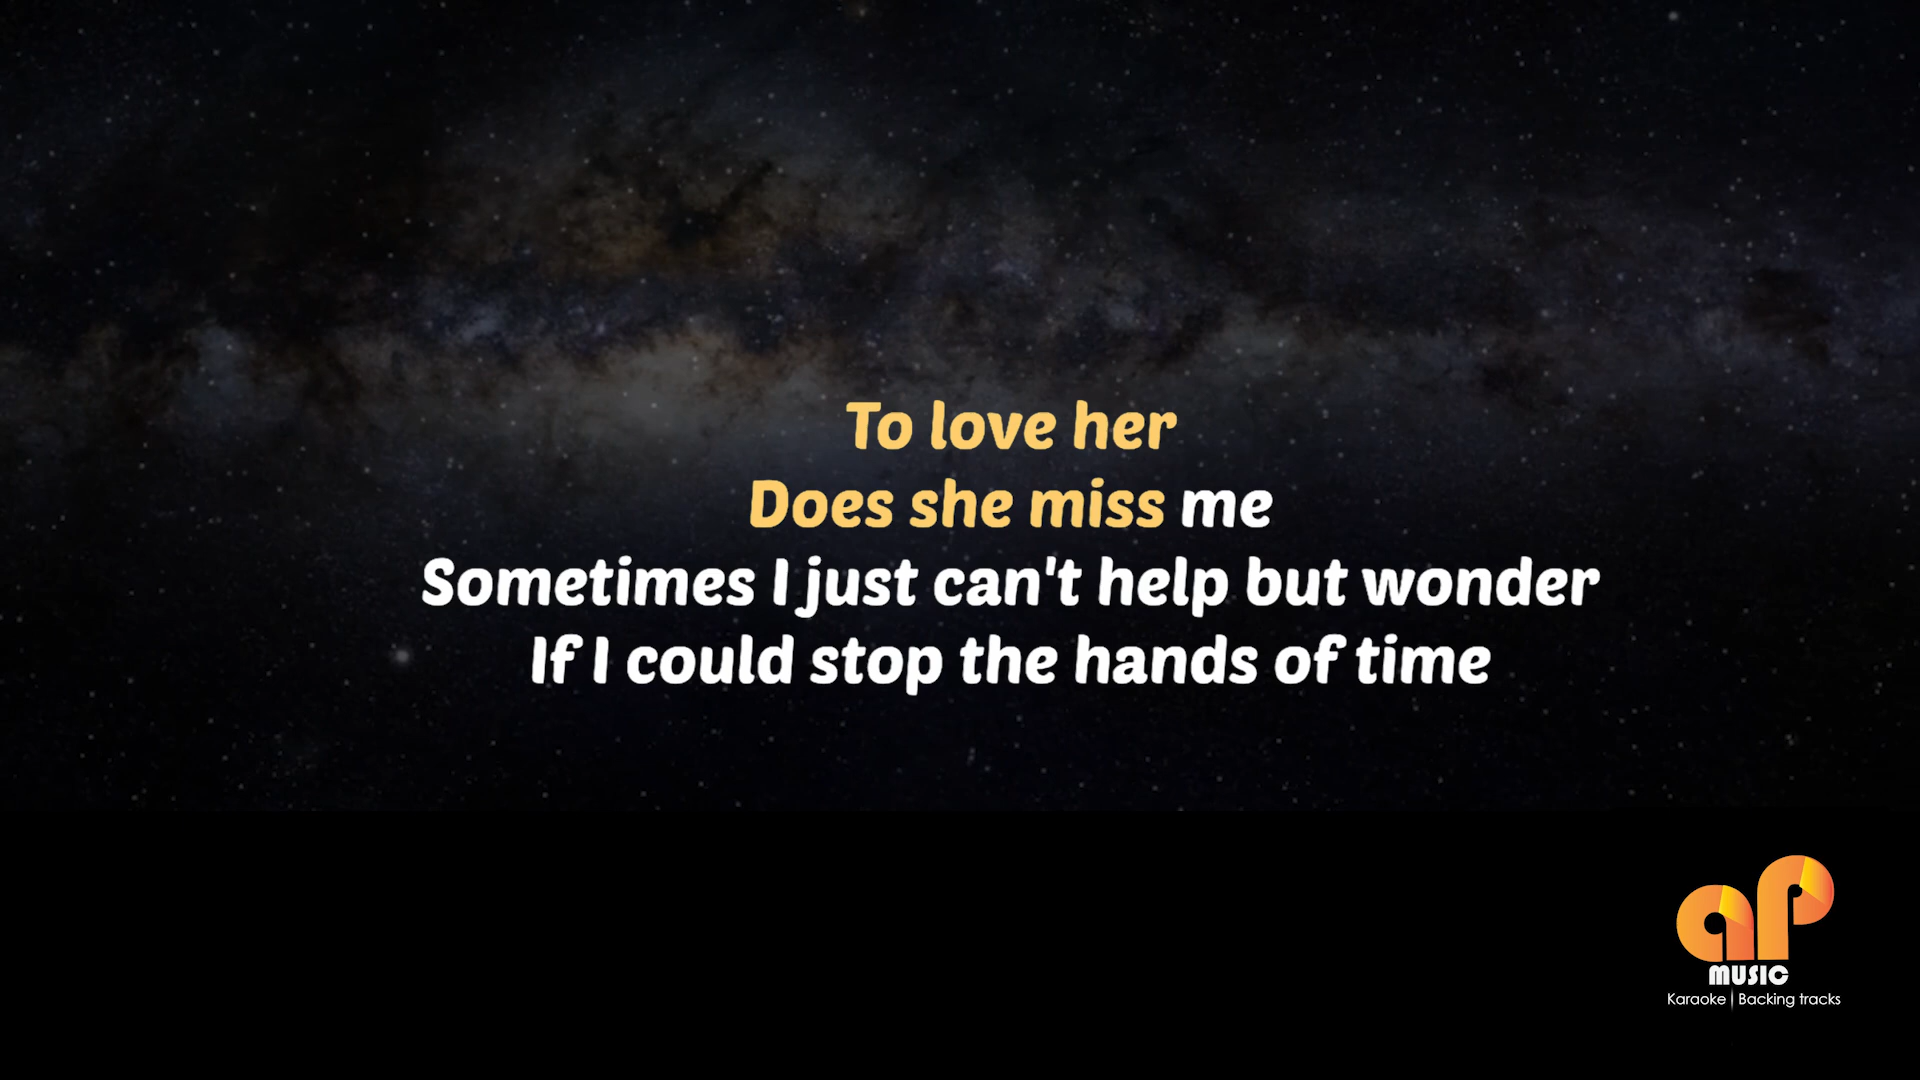 To love her
Does she miss me
Sometimes I just can't help but wonder
If I could stop the hands of time
ap
MUSIC
Karaoke | Backing tracks